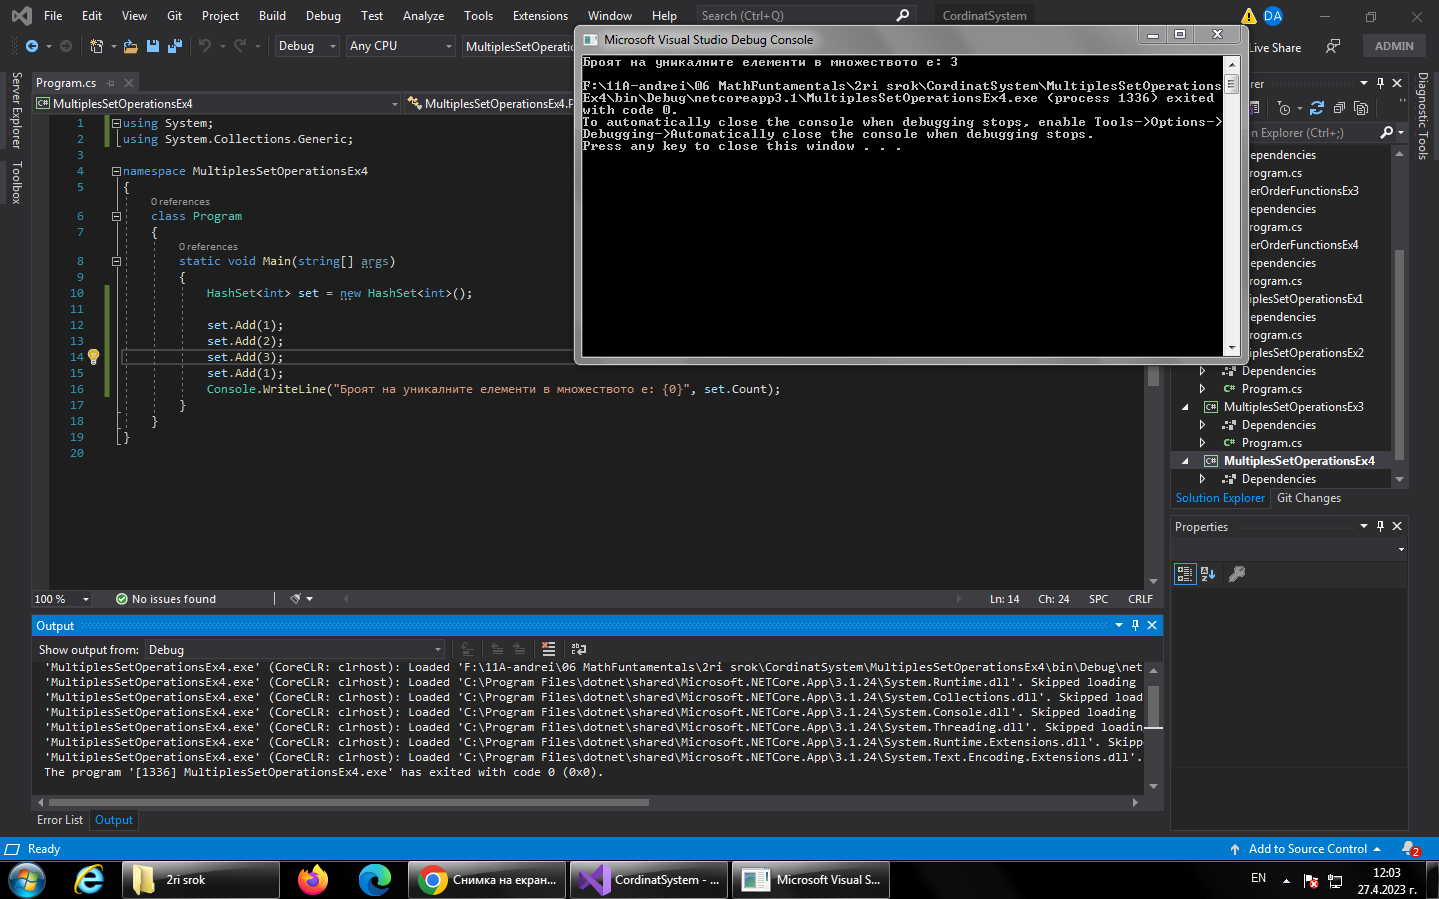 File Edit View Git Project Build Debug Test Analyze Tools Extensions Window Help Search (Ctrl+Q) CordinatSystem DA
Debug Any CPU MultiplesSetOperatio Live Share ADMIN
Microsoft Visual Studio Debug Console
Броят на уникалните елементи в множеството е: 3
F:\11A-andrei\06 MathFuntamentals\2ri srok\CordinatSystem\MultiplesSetOperations
Ex4\bin\Debug\netcoreapp3.1\MultiplesSetOperationsEx4.exe (process 1336) exited
with code 0.
To automatically close the console when debugging stops, enable Tools->Options->
Debugging->Automatically close the console when debugging stops.
Press any key to close this window . . .
Server Explorer
Toolbox
Program.cs
MultiplesSetOperationsEx4 MultiplesSetOperationsEx4.P
1 using System;
2 using System.Collections.Generic;
3
4 namespace MultiplesSetOperationsEx4
5 {
0 references
6 class Program
7 {
0 references
8 static void Main(string[] args)
9 {
10 HashSet<int> set = new HashSet<int>();
11
12 set.Add(1);
13 set.Add(2);
14 set.Add(3);
15 set.Add(1);
16 Console.WriteLine("Броят на уникалните елементи в множеството е: {0}", set.Count);
17 }
18 }
19 }
20
100 % No issues found Ln: 14 Ch: 24 SPC CRLF
Output
Show output from: Debug
'MultiplesSetOperationsEx4.exe' (CoreCLR: clrhost): Loaded 'F:\11A-andrei\06 MathFuntamentals\2ri srok\CordinatSystem\MultiplesSetOperationsEx4\bin\Debug\net
'MultiplesSetOperationsEx4.exe' (CoreCLR: clrhost): Loaded 'C:\Program Files\dotnet\shared\Microsoft.NETCore.App\3.1.24\System.Runtime.dll'. Skipped loading
'MultiplesSetOperationsEx4.exe' (CoreCLR: clrhost): Loaded 'C:\Program Files\dotnet\shared\Microsoft.NETCore.App\3.1.24\System.Collections.dll'. Skipped loa
'MultiplesSetOperationsEx4.exe' (CoreCLR: clrhost): Loaded 'C:\Program Files\dotnet\shared\Microsoft.NETCore.App\3.1.24\System.Console.dll'. Skipped loading
'MultiplesSetOperationsEx4.exe' (CoreCLR: clrhost): Loaded 'C:\Program Files\dotnet\shared\Microsoft.NETCore.App\3.1.24\System.Threading.dll'. Skipped loadin
'MultiplesSetOperationsEx4.exe' (CoreCLR: clrhost): Loaded 'C:\Program Files\dotnet\shared\Microsoft.NETCore.App\3.1.24\System.Runtime.Extensions.dll'. Skipp
'MultiplesSetOperationsEx4.exe' (CoreCLR: clrhost): Loaded 'C:\Program Files\dotnet\shared\Microsoft.NETCore.App\3.1.24\System.Text.Encoding.Extensions.dll'.
The program '[1336] MultiplesSetOperationsEx4.exe' has exited with code 0 (0x0).
Error List Output
rer
Explorer (Ctrl+;)
ependencies
rogram.cs
erOrderFunctionsEx3
ependencies
rogram.cs
erOrderFunctionsEx4
ependencies
rogram.cs
iplesSetOperationsEx1
ependencies
rogram.cs
iplesSetOperationsEx2
Dependencies
C# Program.cs
C# MultiplesSetOperationsEx3
Dependencies
C# Program.cs
C# MultiplesSetOperationsEx4
Dependencies
Solution Explorer Git Changes
Properties
Diagnostic Tools
Ready Add to Source Control 2
2ri srok Снимка на екран... CordinatSystem - ... Microsoft Visual S... EN 12:03
27.4.2023 г.